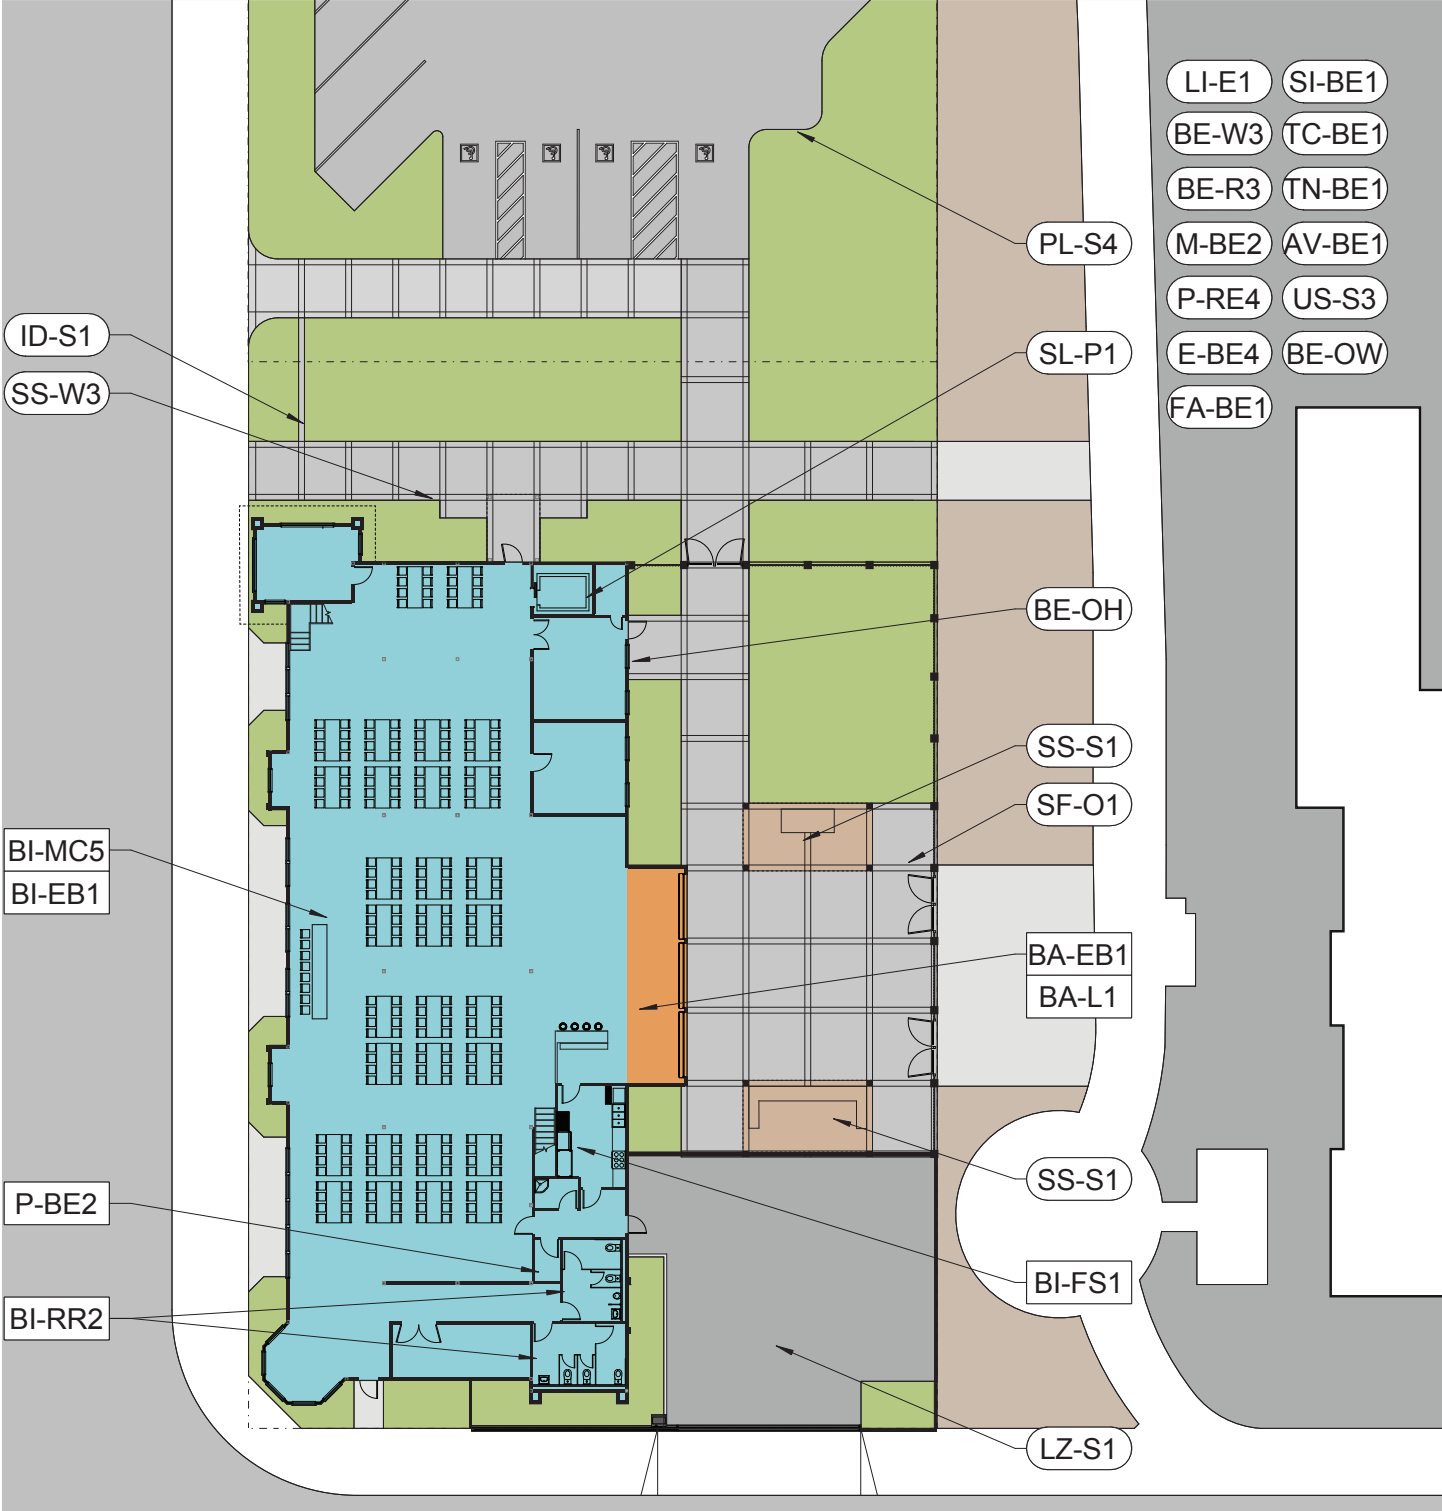 LI-E1
SI-BE1
BE-W3
TC-BE1
BE-R3
TN-BE1
M-BE2
AV-BE1
P-RE4
US-S3
E-BE4
BE-OW
FA-BE1
PL-S4
ID-S1
SL-P1
SS-W3
BE-OH
SS-S1
SF-O1
BI-MC5
BI-EB1
BA-EB1
BA-L1
SS-S1
P-BE2
BI-FS1
BI-RR2
LZ-S1